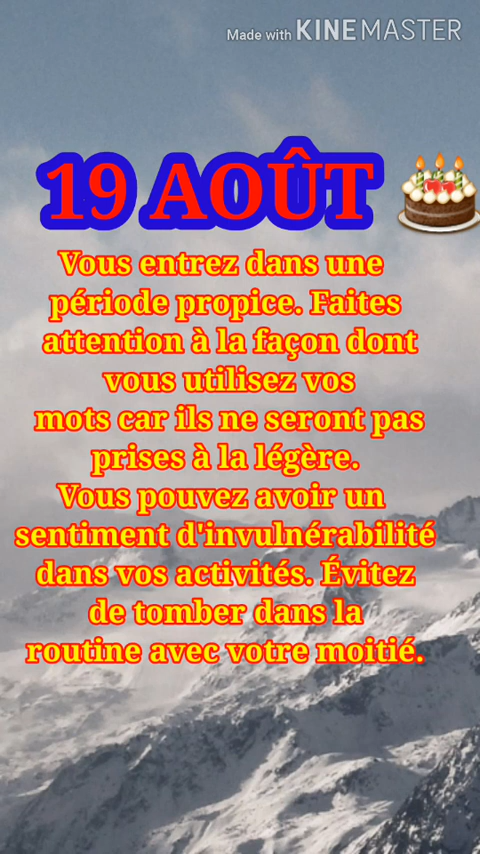 Made with KINEMASTER
19 AOÛT
Vous entrez dans une
période propice. Faites
attention à la façon dont
vous utilisez vos
mots car ils ne seront pas
prises à la légère.
Vous pouvez avoir un
sentiment d'invulnérabilité
dans vos activités. Évitez
de tomber dans la
routine avec votre moitié.